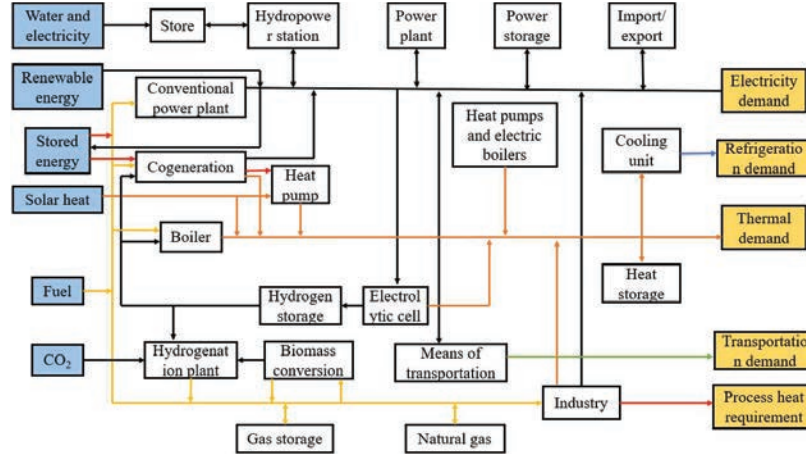 Water and
electricity
Store
Hydropowe
r station
Power
plant
Power
storage
Import/
export
Renewable
energy
Conventional
power plant
Electricity
demand
Stored
energy
Cogeneration
Heat
pump
Heat pumps
and electric
boilers
Cooling
unit
Refrigeratio
n demand
Solar heat
Boiler
Thermal
demand
Fuel
Hydrogen
storage
Electrol
ytic cell
Heat
storage
CO₂
Hydrogenat
ion plant
Biomass
conversion
Means of
transportation
Transportatio
n demand
Industry
Process heat
requirement
Gas storage
Natural gas